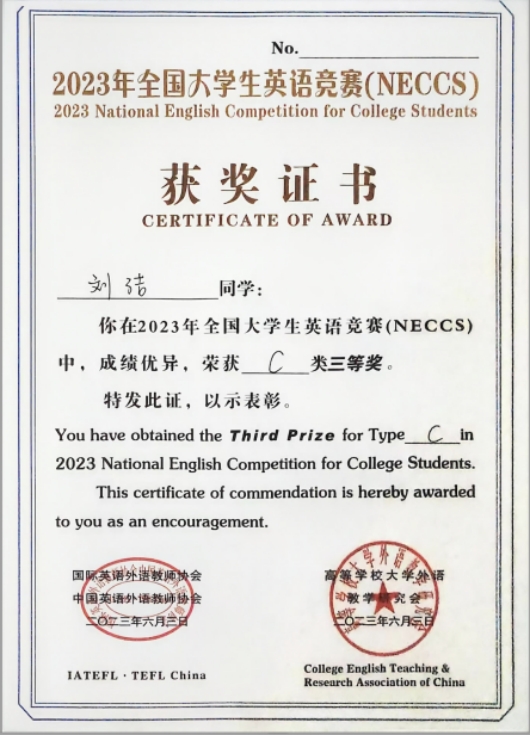 No.
2023年全国大学生英语竞赛(NECCS)
2023 National English Competition for College Students
获奖证书
CERTIFICATE OF AWARD
刘洁 同学:
你在2023年全国大学生英语竞赛(NECCS)
中，成绩优异，荣获 C 类三等奖。
特发此证，以示表彰。
You have obtained the Third Prize for Type C in
2023 National English Competition for College Students.
This certificate of commendation is hereby awarded
to you as an encouragement.
国际英语外语教师协会
中国英语外语教师协会
二〇二三年六月三日
IATEFL · TEFL China
高等学校大学外语
教学研究会
二〇二三年六月三日
College English Teaching &
Research Association of China